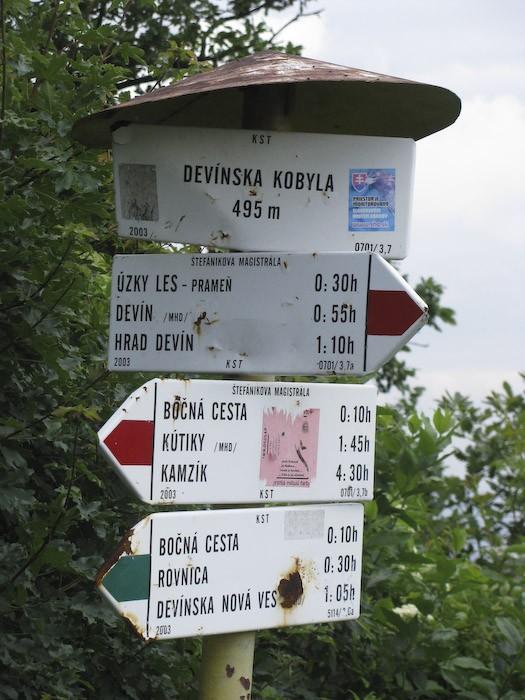 KST
DEVÍNSKA KOBYLA
495 m
PRIESTOR JE
MONITOROVANÝ
2003
0701/3,7
ŠTEFÁNIKOVA MAGISTRÁLA
ÚZKY LES - PRAMEŇ 0:30h
DEVÍN /MHD/ 0:55h
HRAD DEVÍN 1:10h
2003 KST 0701/3,7a
ŠTEFÁNIKOVA MAGISTRÁLA
BOČNÁ CESTA 0:10h
KÚTIKY /MHD/ 1:45h
KAMZÍK 4:30h
2003 KST 0701/3,7b
KST
BOČNÁ CESTA 0:10h
ROVNICA 0:30h
DEVÍNSKA NOVÁ VES 1:05h
2003